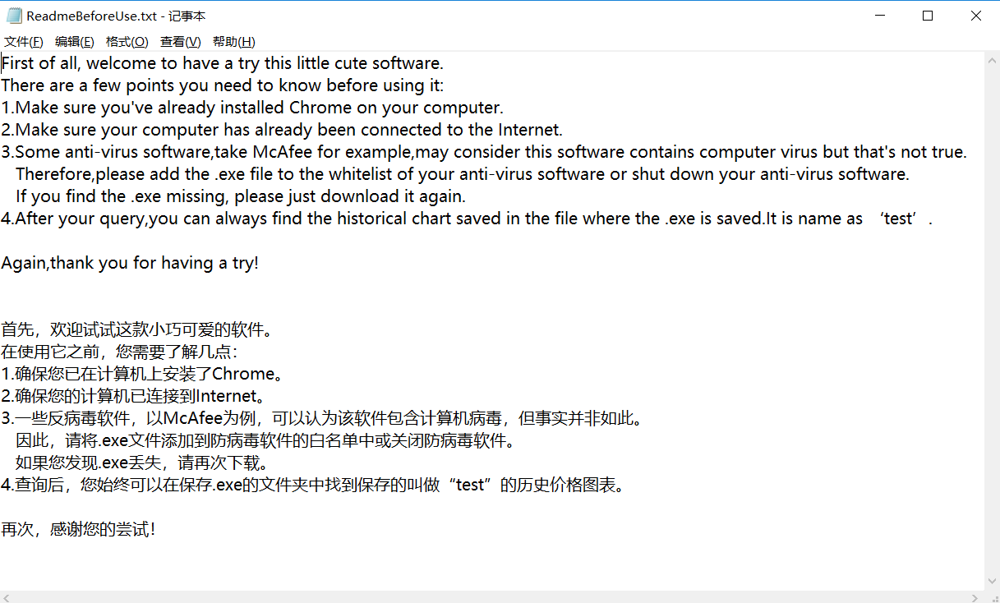 ReadmeBeforeUse.txt - 记事本
文件(F) 编辑(E) 格式(O) 查看(V) 帮助(H)
First of all, welcome to have a try this little cute software.
There are a few points you need to know before using it:
1.Make sure you've already installed Chrome on your computer.
2.Make sure your computer has already been connected to the Internet.
3.Some anti-virus software,take McAfee for example,may consider this software contains computer virus but that's not true.
Therefore,please add the .exe file to the whitelist of your anti-virus software or shut down your anti-virus software.
If you find the .exe missing, please just download it again.
4.After your query,you can always find the historical chart saved in the file where the .exe is saved.It is name as ‘test’.
Again,thank you for having a try!
首先，欢迎试试这款小巧可爱的软件。
在使用它之前，您需要了解几点：
1.确保您已在计算机上安装了Chrome。
2.确保您的计算机已连接到Internet。
3.一些反病毒软件，以McAfee为例，可以认为该软件包含计算机病毒，但事实并非如此。
因此，请将.exe文件添加到防病毒软件的白名单中或关闭防病毒软件。
如果您发现.exe丢失，请再次下载。
4.查询后，您始终可以在保存.exe的文件夹中找到保存的叫做“test”的历史价格图表。
再次，感谢您的尝试！